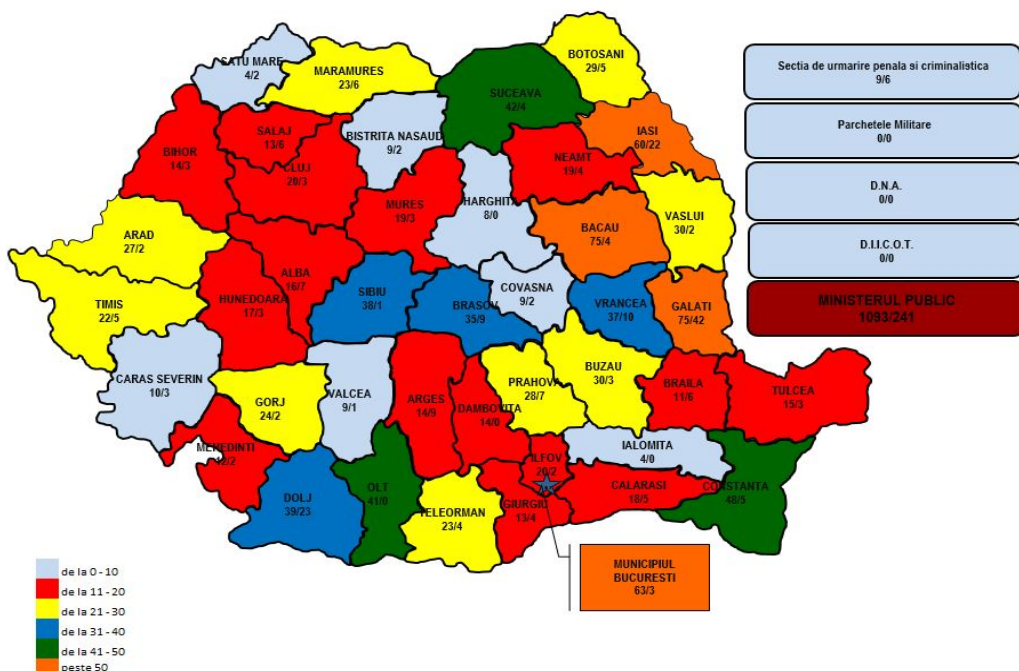 SATU MARE
4/2
MARAMURES
23/6
SUCEAVA
42/4
BOTOSANI
29/5
SALAJ
13/6
BIHOR
14/3
CLUJ
20/3
BISTRITA NASAUD
9/2
MURES
19/3
HARGHITA
8/0
NEAMT
19/4
IASI
60/22
BACAU
75/4
VASLUI
30/2
ARAD
27/2
TIMIS
22/5
HUNEDOARA
17/3
ALBA
16/7
SIBIU
38/1
BRASOV
35/9
COVASNA
9/2
VRANCEA
37/10
GALATI
75/42
CARAS SEVERIN
10/3
GORJ
24/2
VALCEA
9/1
ARGES
14/9
DAMBOVITA
14/0
PRAHOVA
28/7
BUZAU
30/3
BRAILA
11/6
TULCEA
15/3
MEHEDINTI
12/2
DOLJ
39/23
OLT
41/0
TELEORMAN
23/4
GIURGIU
13/4
ILFOV
20/2
IALOMITA
4/0
CALARASI
16/5
CONSTANTA
48/5
MUNICIPIUL
BUCURESTI
63/3
Sectia de urmarire penala si criminalistica
9/6
Parchetele Militare
0/0
D.N.A.
0/0
D.I.I.C.O.T.
0/0
MINISTERUL PUBLIC
1093/241
de la 0 - 10
de la 11 - 20
de la 21 - 30
de la 31 - 40
de la 41 - 50
peste 50